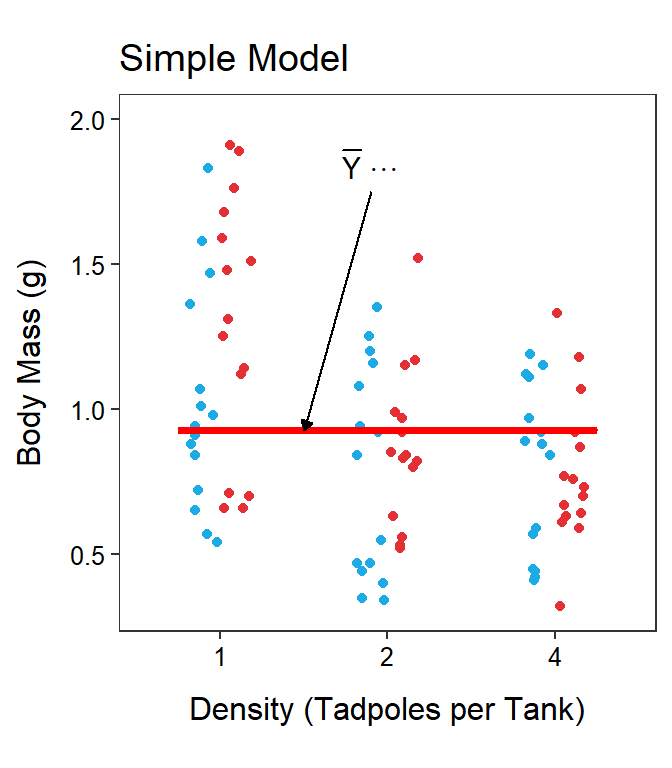 Simple Model
Y̅ ···
2.0
1.5
1.0
0.5
Body Mass (g)
1 2 4
Density (Tadpoles per Tank)